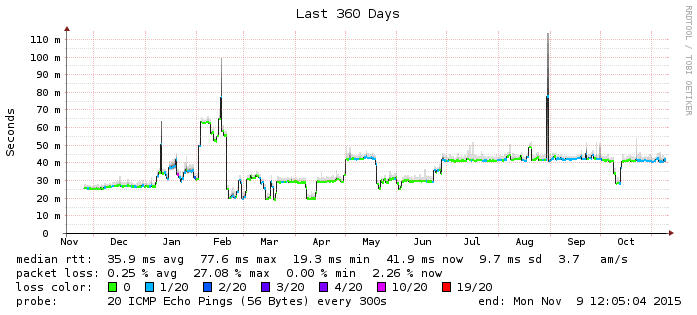 Last 360 Days
RRDTOOL / TOBI OETIKER
Seconds
110 m
100 m
90 m
80 m
70 m
60 m
50 m
40 m
30 m
20 m
10 m
0
Nov Dec Jan Feb Mar Apr May Jun Jul Aug Sep Oct
median rtt: 35.9 ms avg 77.6 ms max 19.3 ms min 41.9 ms now 9.7 ms sd 3.7 am/s
packet loss: 0.25 % avg 27.08 % max 0.00 % min 2.26 % now
loss color: 0 1/20 2/20 3/20 4/20 10/20 19/20
probe: 20 ICMP Echo Pings (56 Bytes) every 300s end: Mon Nov 9 12:05:04 2015